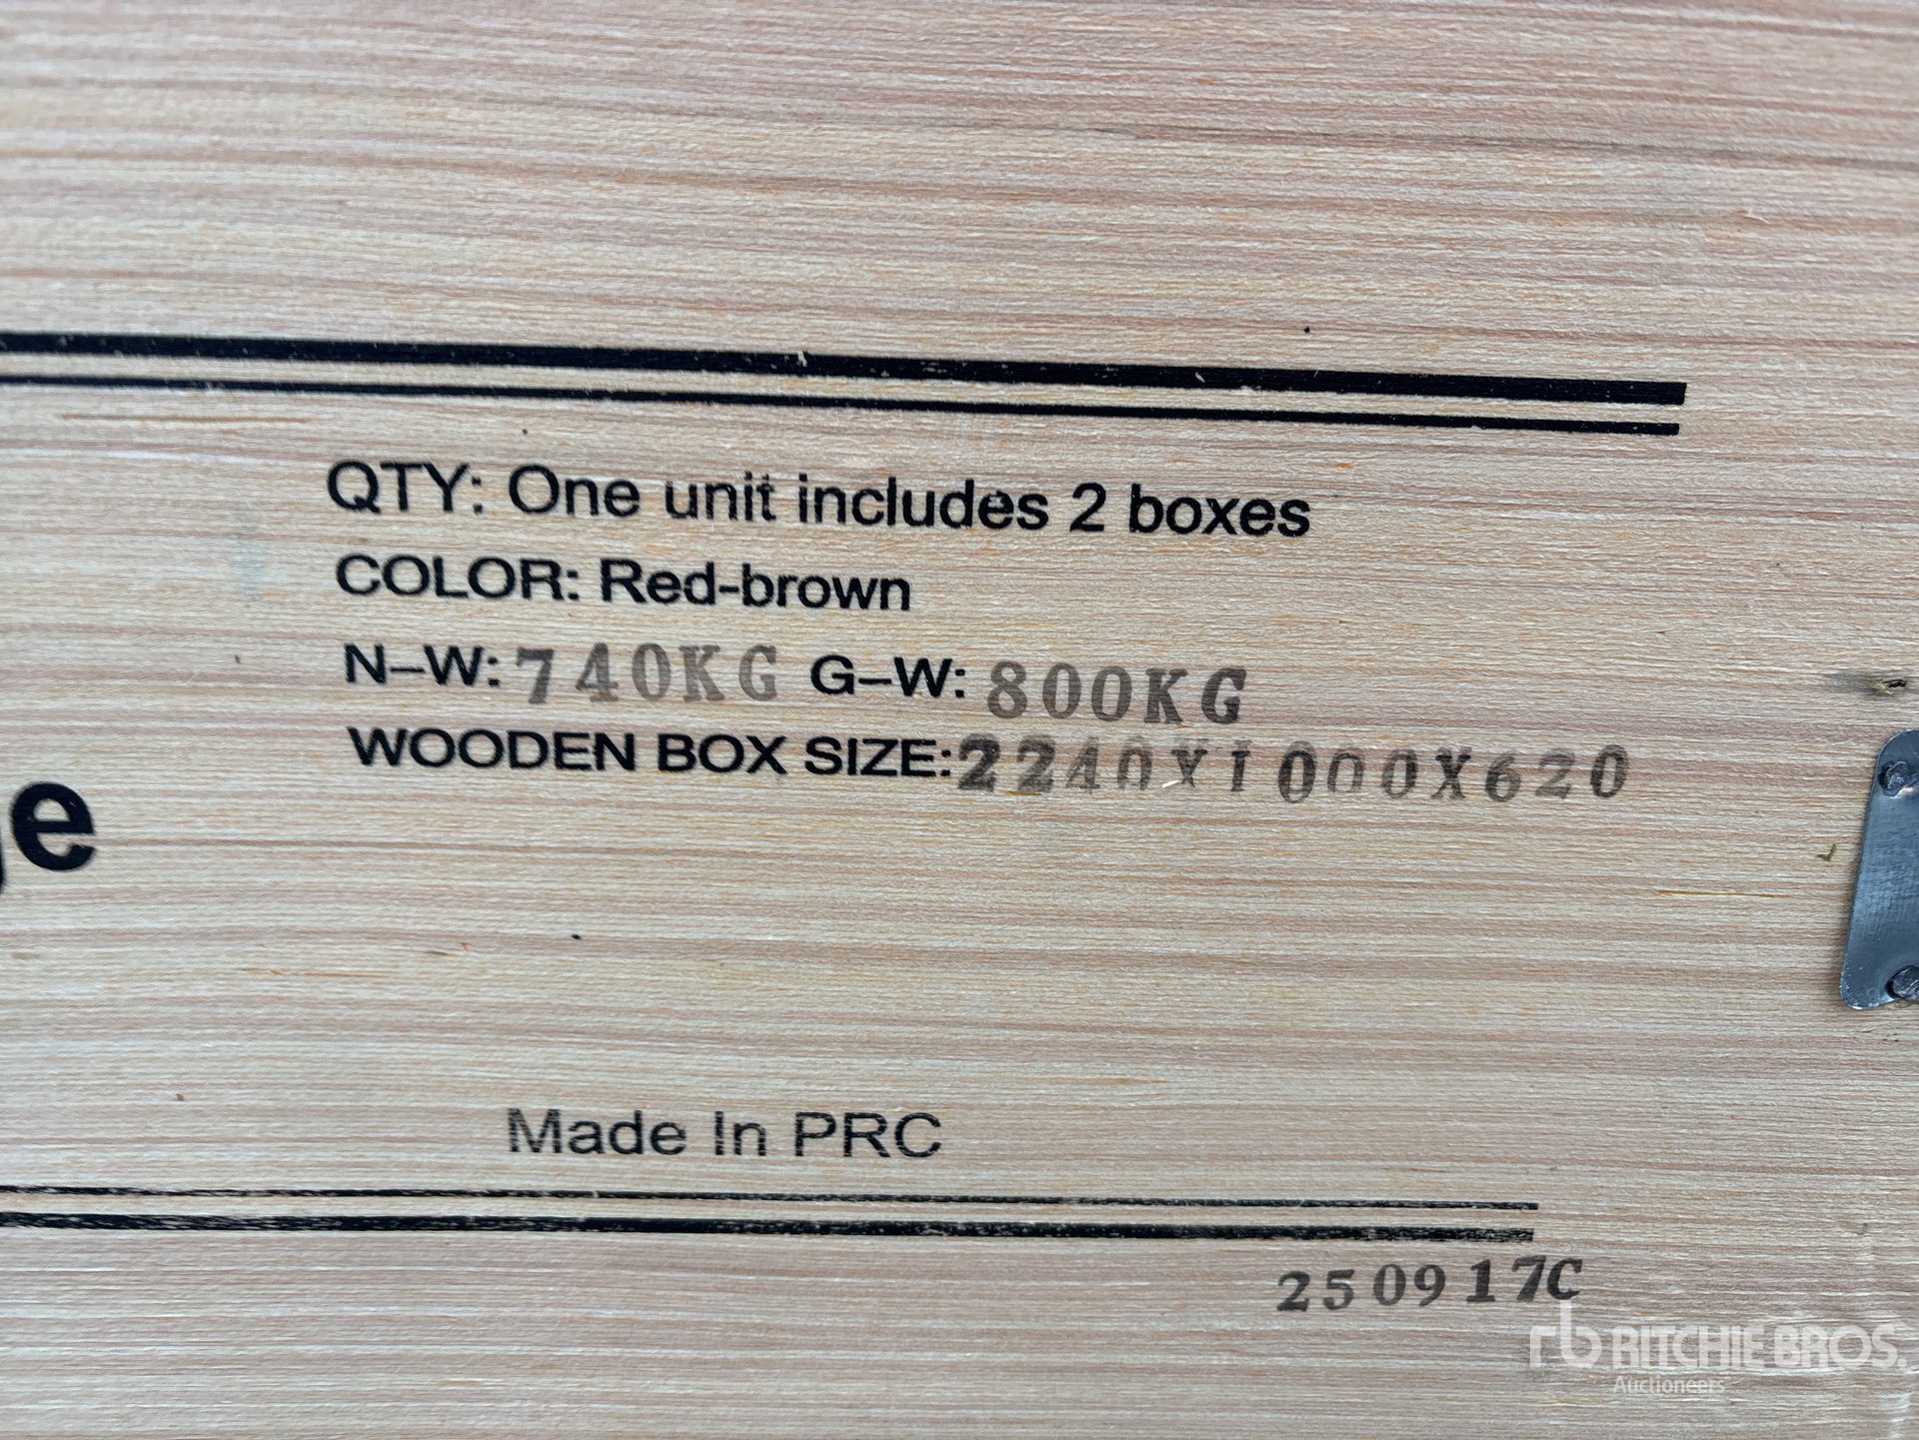 QTY: One unit includes 2 boxes
COLOR: Red-brown
N-W: 740KG G-W: 800KG
WOODEN BOX SIZE:2240X1000X620
Made In PRC
250917C
rb RITCHIE BROS.
Auctioneers